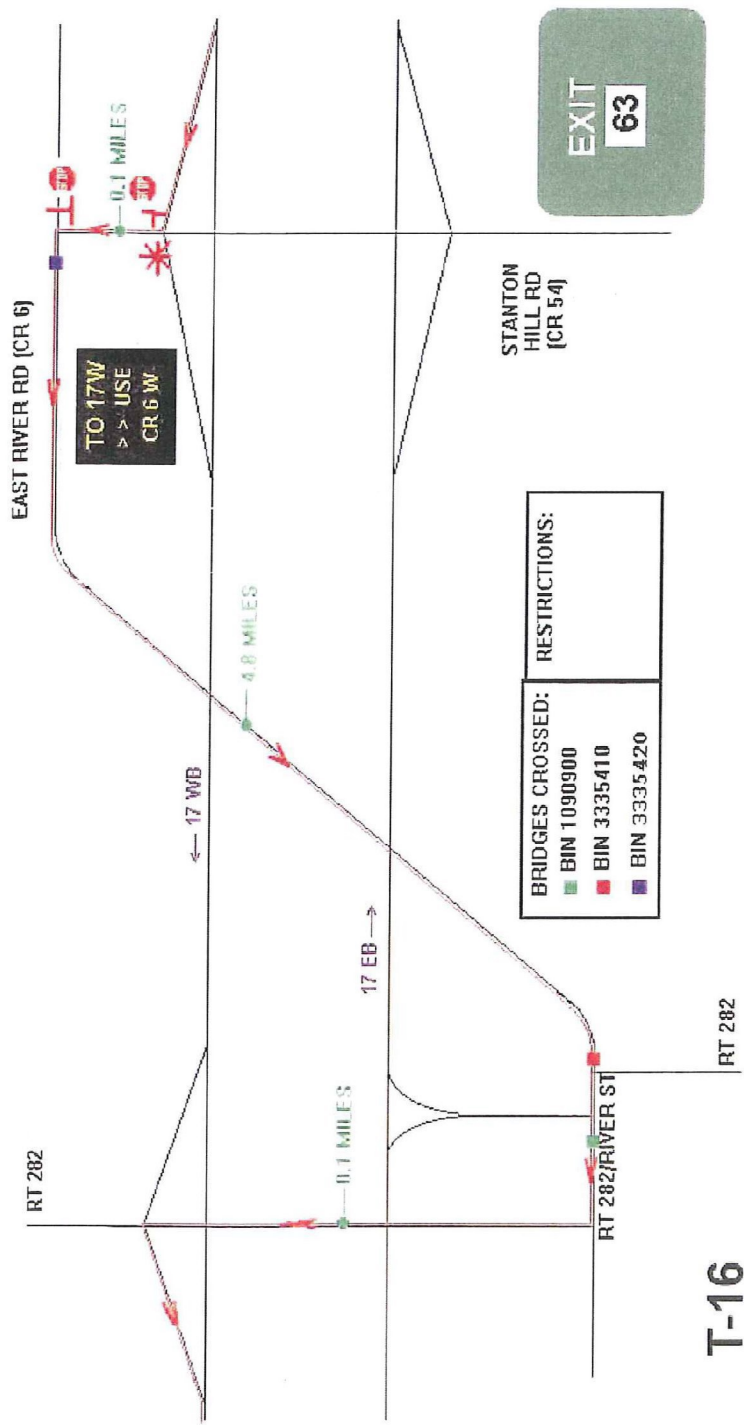 EAST RIVER RD (CR 6)
STOP
0.1 MILES
STOP
TO 17W
> > USE
CR 6 W
← 17 WB
4.8 MILES
17 EB →
STANTON
HILL RD
(CR 54)
EXIT
63
RT 282
0.1 MILES
RT 282/RIVER ST
RT 282
BRIDGES CROSSED:
BIN 1090900
BIN 3335410
BIN 3335420
RESTRICTIONS:
T-16